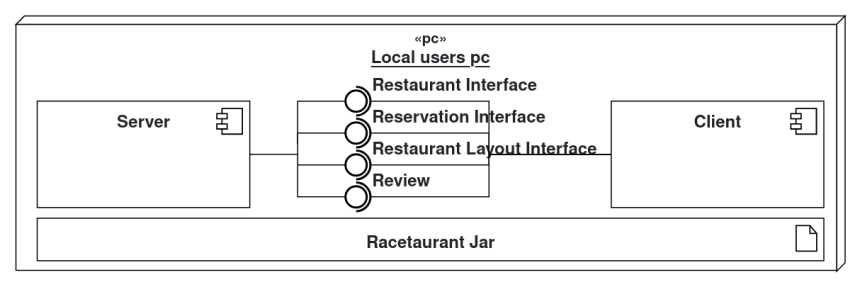 «pc»
Local users pc
Restaurant Interface
Server
Reservation Interface
Client
Restaurant Layout Interface
Review
Racetaurant Jar